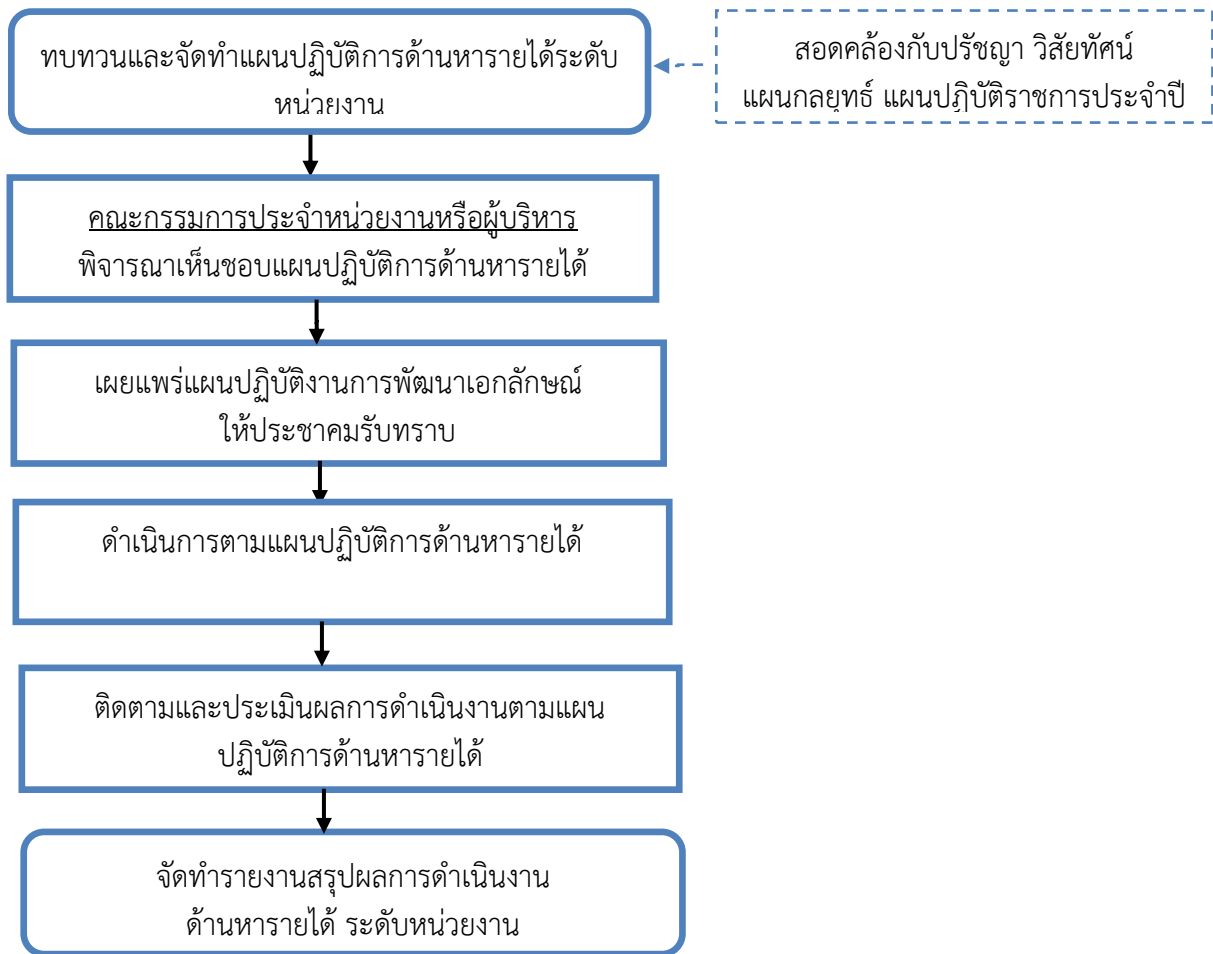 ทบทวนและจัดทำแผนปฏิบัติการด้านหารายได้ระดับ
หน่วยงาน
สอดคล้องกับปรัชญา วิสัยทัศน์
แผนกลยุทธ์ แผนปฏิบัติราชการประจำปี
คณะกรรมการประจำหน่วยงานหรือผู้บริหาร
พิจารณาเห็นชอบแผนปฏิบัติการด้านหารายได้
เผยแพร่แผนปฏิบัติงานการพัฒนาเอกลักษณ์
ให้ประชาคมรับทราบ
ดำเนินการตามแผนปฏิบัติการด้านหารายได้
ติดตามและประเมินผลการดำเนินงานตามแผน
ปฏิบัติการด้านหารายได้
จัดทำรายงานสรุปผลการดำเนินงาน
ด้านหารายได้ ระดับหน่วยงาน